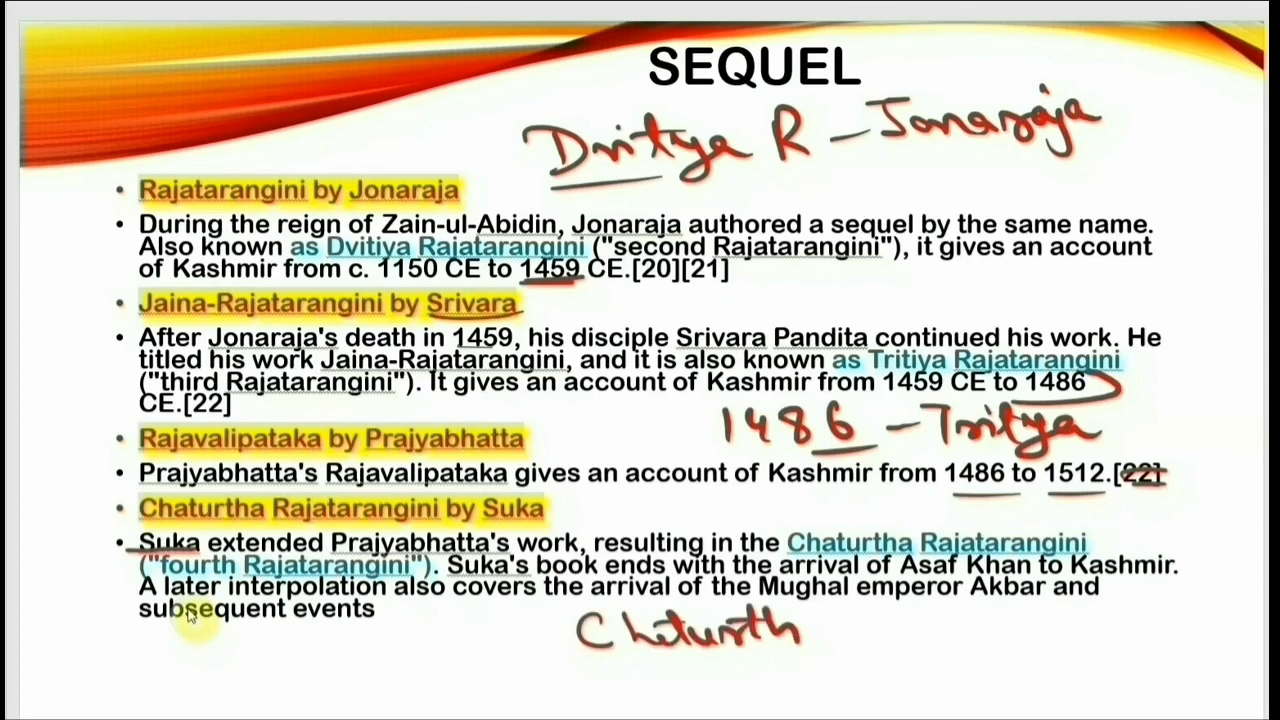 SEQUEL
Dvitya R - Jonaraja
• Rajatarangini by Jonaraja
• During the reign of Zain-ul-Abidin, Jonaraja authored a sequel by the same name.
Also known as Dvitiya Rajatarangini ("second Rajatarangini"), it gives an account
of Kashmir from c. 1150 CE to 1459 CE.[20][21]
• Jaina-Rajatarangini by Srivara
• After Jonaraja's death in 1459, his disciple Srivara Pandita continued his work. He
titled his work Jaina-Rajatarangini, and it is also known as Tritiya Rajatarangini
("third Rajatarangini"). It gives an account of Kashmir from 1459 CE to 1486
CE.[22]
1486 - Tritya
• Rajavalipataka by Prajyabhatta
• Prajyabhatta's Rajavalipataka gives an account of Kashmir from 1486 to 1512.[22]
• Chaturtha Rajatarangini by Suka
• Suka extended Prajyabhatta's work, resulting in the Chaturtha Rajatarangini
("fourth Rajatarangini"). Suka's book ends with the arrival of Asaf Khan to Kashmir.
A later interpolation also covers the arrival of the Mughal emperor Akbar and
subsequent events
Chaturth